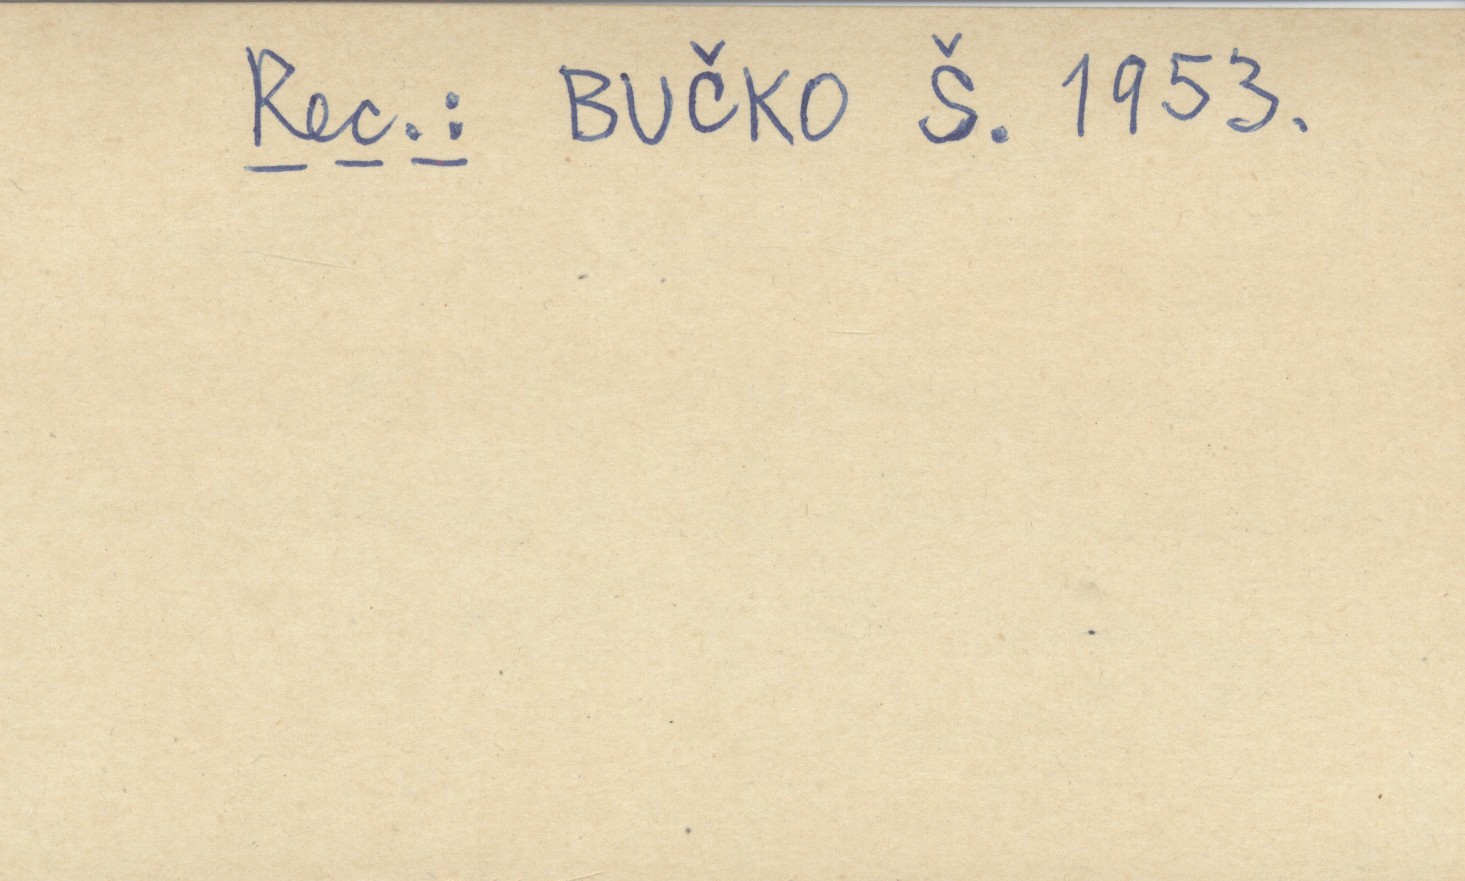 Rec.: BUČKO Š. 1953.